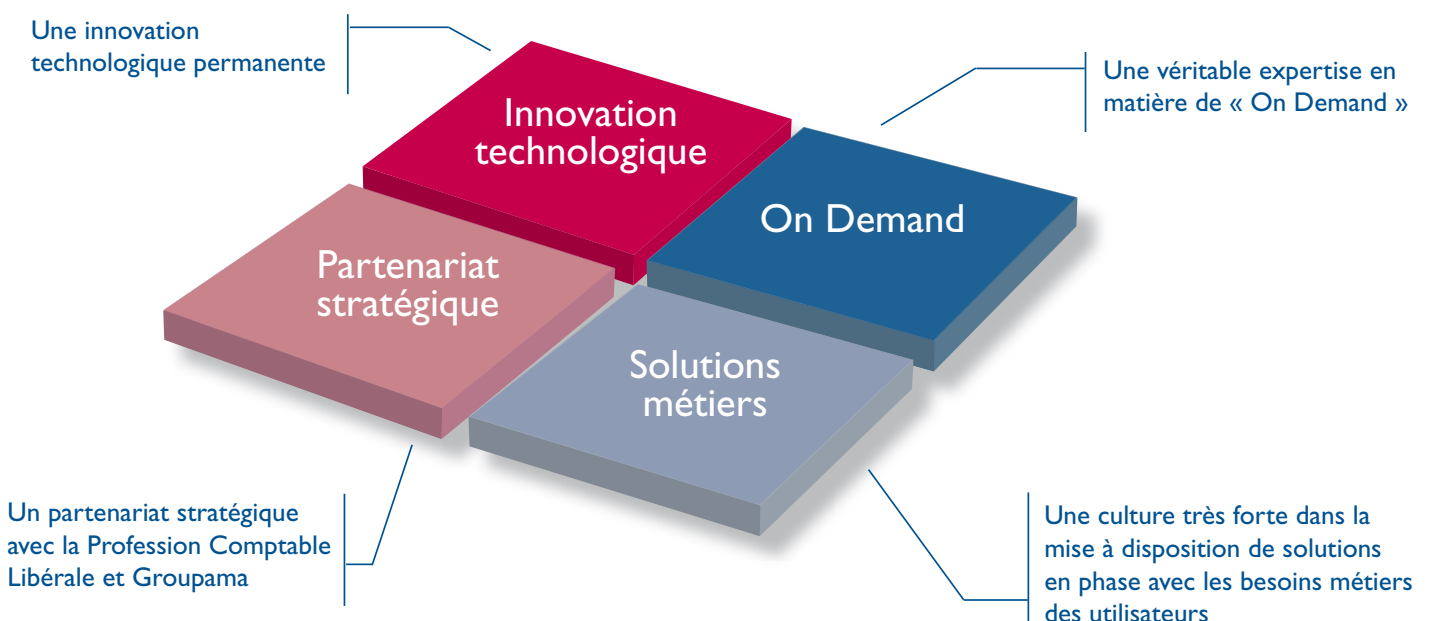 Une innovation
technologique permanente
Innovation
technologique
Une véritable expertise en
matière de « On Demand »
On Demand
Partenariat
stratégique
Solutions
métiers
Un partenariat stratégique
avec la Profession Comptable
Libérale et Groupama
Une culture très forte dans la
mise à disposition de solutions
en phase avec les besoins métiers
des utilisateurs